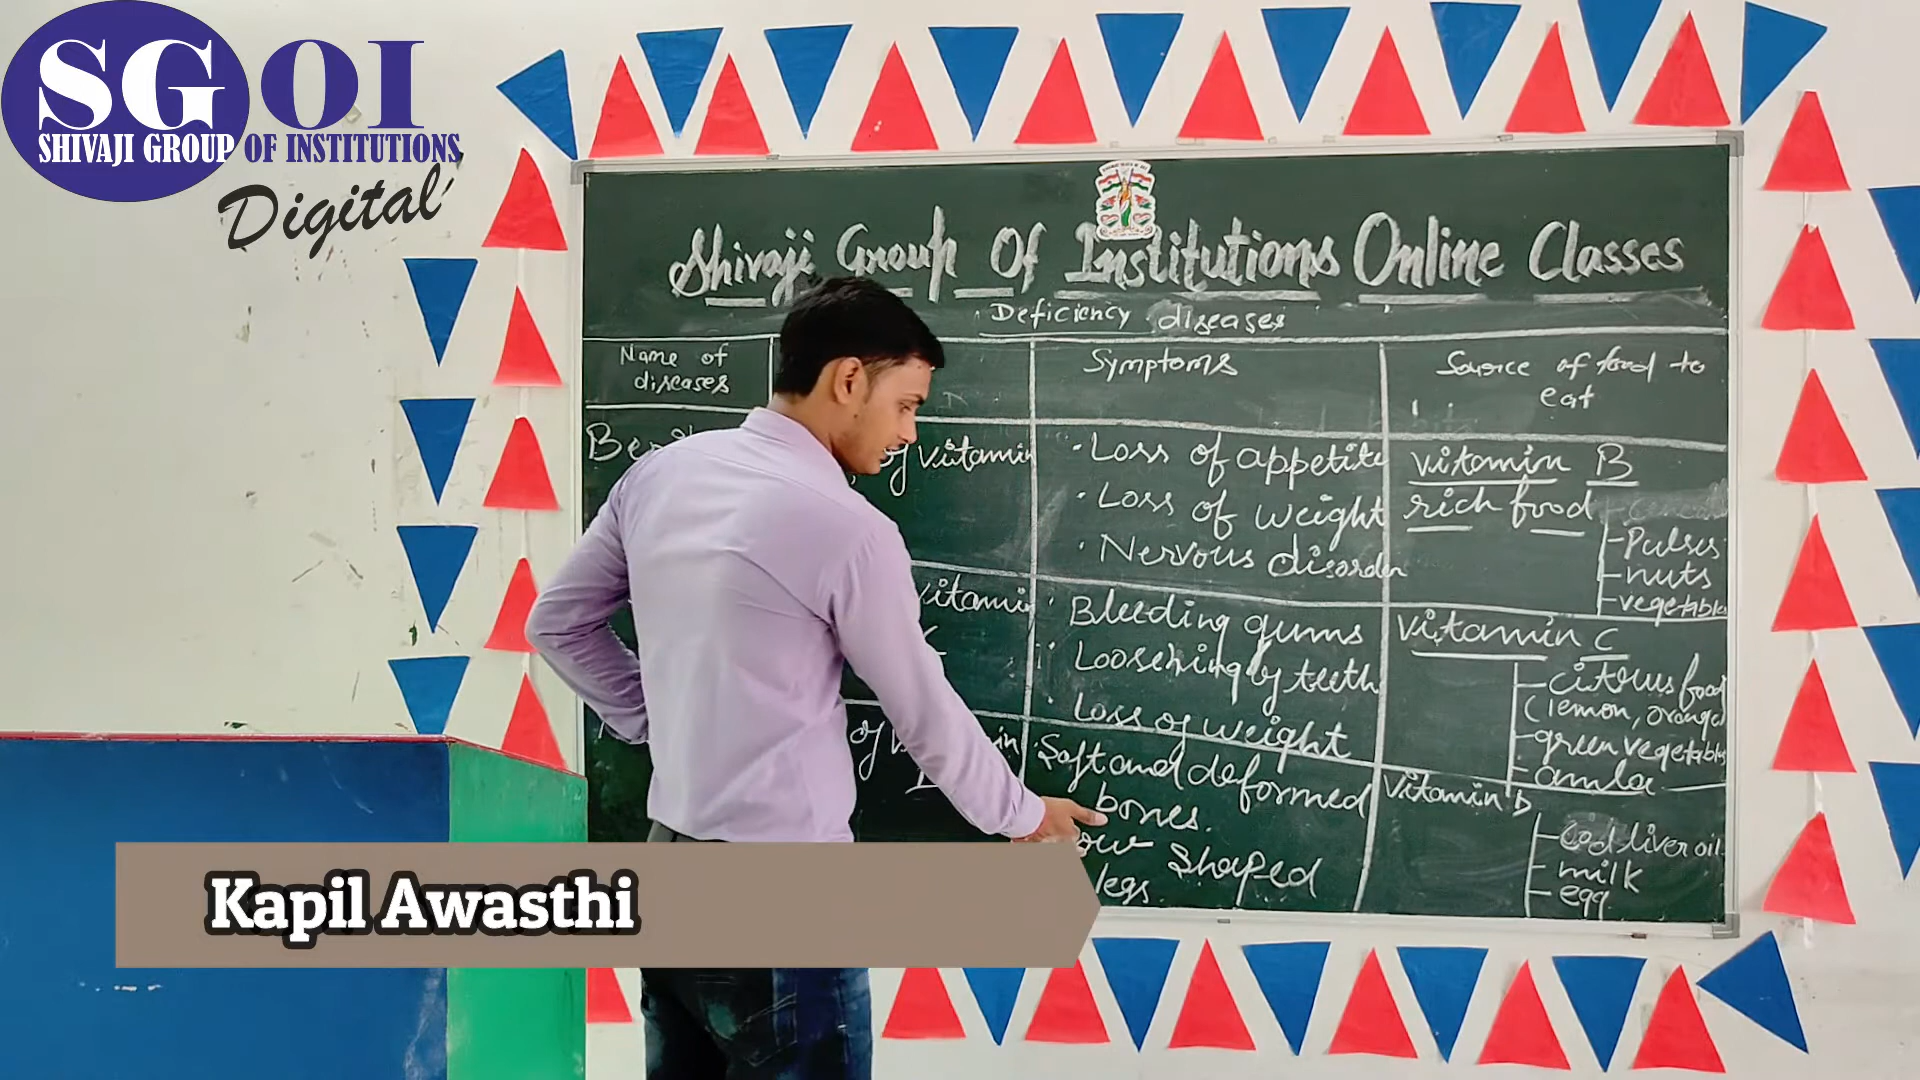 SGOI
SHIVAJI GROUP OF INSTITUTIONS
Digital
Shivaji Group Of Institutions Online Classes
Deficiency diseases
Name of
diseases
Symptoms
Source of food to
eat
of vitamin
· Loss of appetite
· Loss of weight
· Nervous disorder
vitamin B
rich food
- Pulses
- nuts
- vegetable
vitamin
· Bleeding gums
· Loosening of teeth
· Loss of weight
Vitamin C
- citrus food
(lemon, orange)
- green vegetable
- amla
of
Soft and deformed
bones.
shaped
legs.
Vitamin D
- Cod liver oil
- milk
- egg
Kapil Awasthi